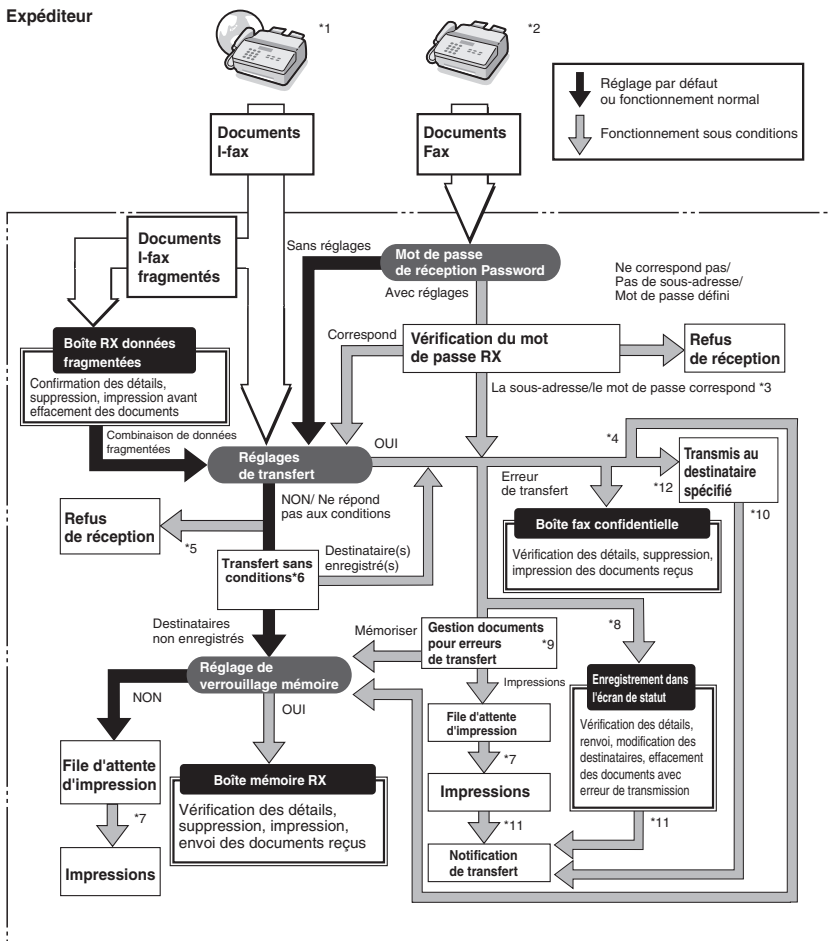 Expéditeur
*1
*2
Réglage par défaut
ou fonctionnement normal
Fonctionnement sous conditions
Documents
I-fax
Documents
Fax
Documents
I-fax
fragmentés
Sans réglages
Mot de passe
de réception Password
Avec réglages
Ne correspond pas/
Pas de sous-adresse/
Mot de passe défini
Correspond
Vérification du mot
de passe RX
Refus
de réception
Boîte RX données
fragmentées
Confirmation des détails,
suppression, impression avant
effacement des documents
La sous-adresse/le mot de passe correspond *3
Combinaison de données
fragmentées
OUI
*4
Réglages
de transfert
Erreur
de transfert
*12
Transmis au
destinataire
spécifié
*10
NON/ Ne répond
pas aux conditions
Refus
de réception
*5
Boîte fax confidentielle
Vérification des détails, suppression,
impression des documents reçus
Transfert sans
conditions*6
Destinataire(s)
enregistré(s)
Destinataires
non enregistrés
Mémoriser
Gestion documents
pour erreurs
de transfert
*9
*8
Réglage de
verrouillage mémoire
NON
OUI
Impressions
Enregistrement dans
l'écran de statut
Vérification des détails,
renvoi, modification des
destinataires, effacement
des documents avec
erreur de transmission
File d'attente
d'impression
File d'attente
d'impression
*7
Boîte mémoire RX
Vérification des détails,
suppression, impression,
envoi des documents reçus
Impressions
*7
*11
*11
Impressions
Notification
de transfert